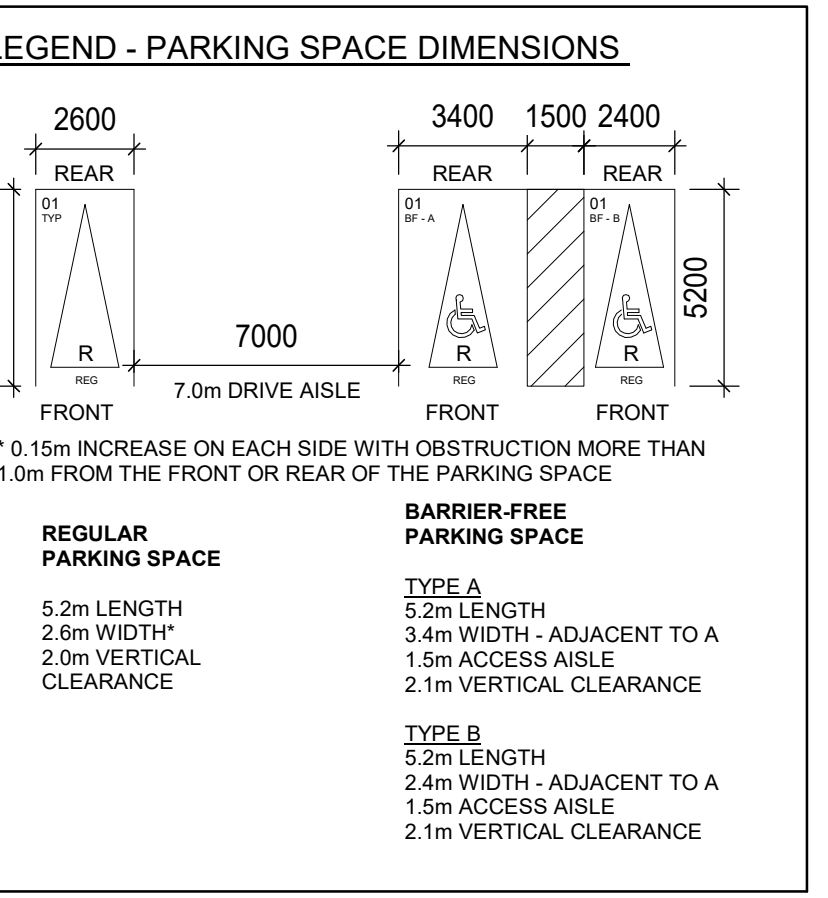 LEGEND - PARKING SPACE DIMENSIONS
2600
3400 1500 2400
REAR REAR REAR
01 01 01
TYP BF - A BF - B
5200
7000
R R R
REG REG REG
7.0m DRIVE AISLE
FRONT FRONT FRONT
* 0.15m INCREASE ON EACH SIDE WITH OBSTRUCTION MORE THAN
1.0m FROM THE FRONT OR REAR OF THE PARKING SPACE
REGULAR
PARKING SPACE
5.2m LENGTH
2.6m WIDTH*
2.0m VERTICAL
CLEARANCE
BARRIER-FREE
PARKING SPACE
TYPE A
5.2m LENGTH
3.4m WIDTH - ADJACENT TO A
1.5m ACCESS AISLE
2.1m VERTICAL CLEARANCE
TYPE B
5.2m LENGTH
2.4m WIDTH - ADJACENT TO A
1.5m ACCESS AISLE
2.1m VERTICAL CLEARANCE